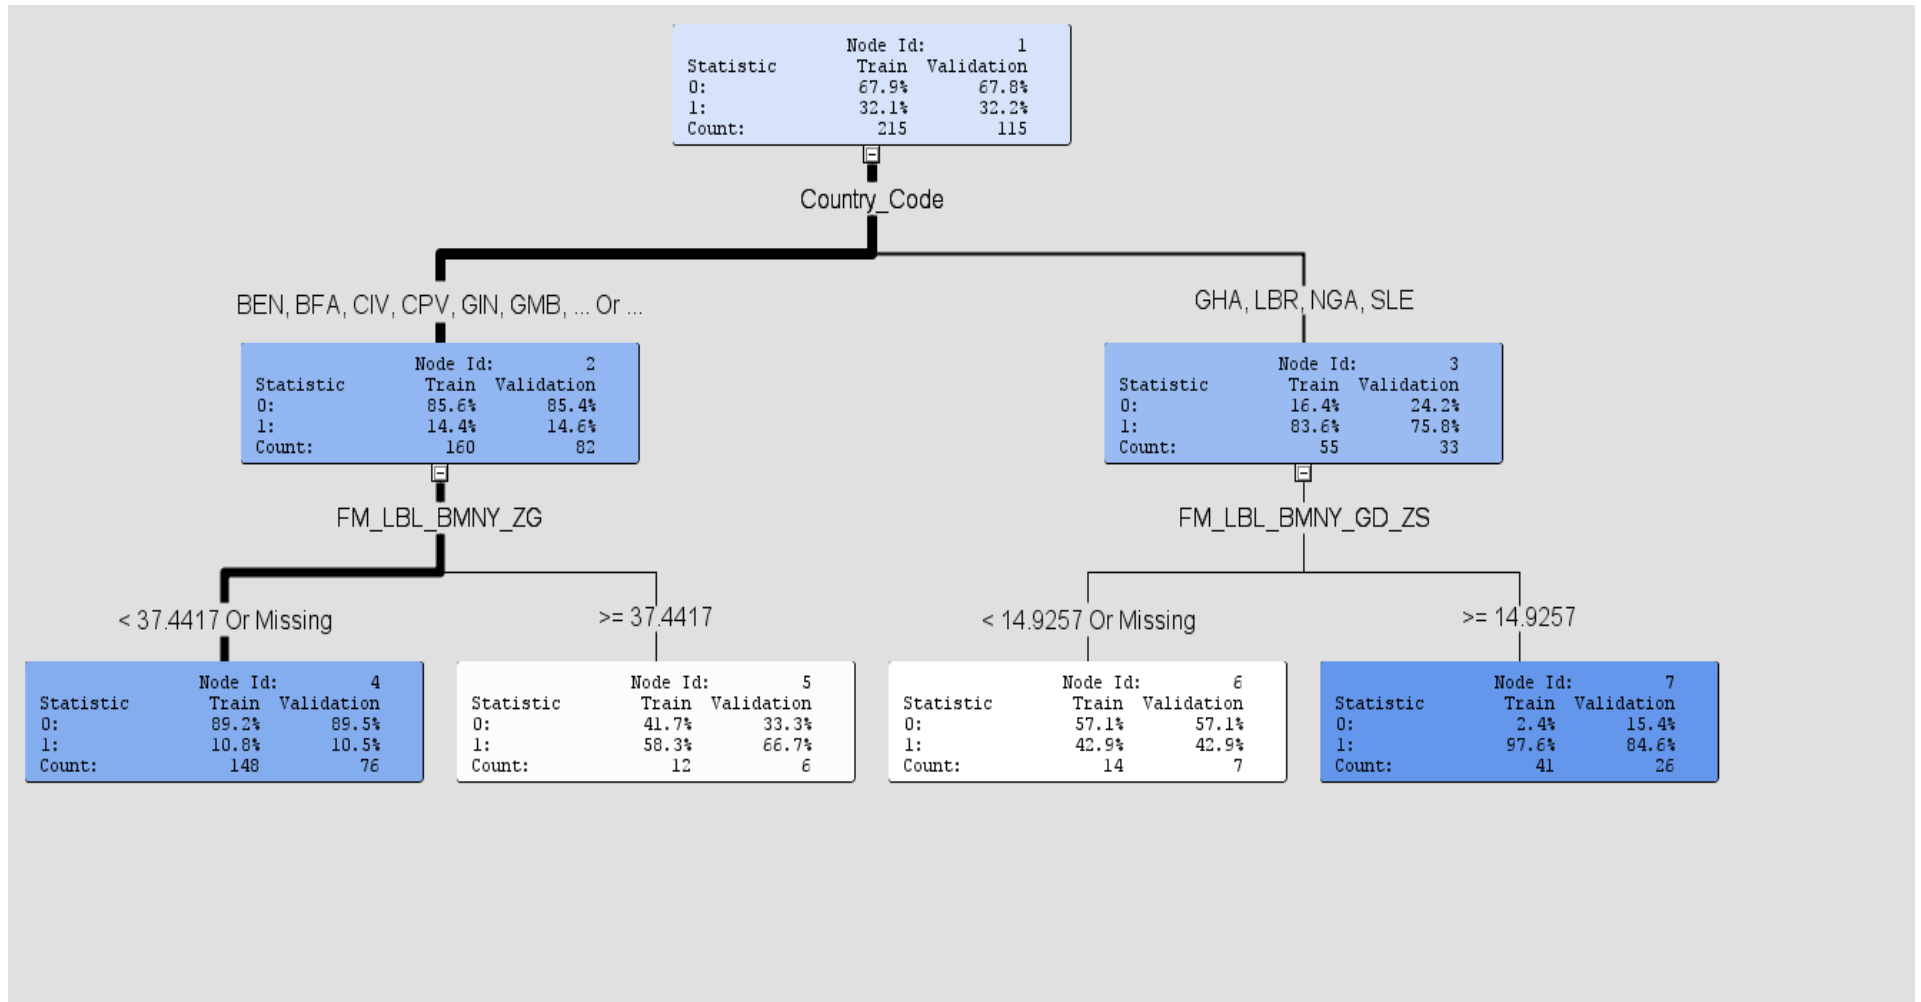 Node Id: 1
Statistic Train Validation
0: 67.9% 67.8%
1: 32.1% 32.2%
Count: 215 115
Country_Code
BEN, BFA, CIV, CPV, GIN, GMB, ... Or ...
GHA, LBR, NGA, SLE
Node Id: 2
Statistic Train Validation
0: 85.6% 85.4%
1: 14.4% 14.6%
Count: 160 82
Node Id: 3
Statistic Train Validation
0: 16.4% 24.2%
1: 83.6% 75.8%
Count: 55 33
FM_LBL_BMNY_ZG
FM_LBL_BMNY_GD_ZS
< 37.4417 Or Missing
>= 37.4417
< 14.9257 Or Missing
>= 14.9257
Node Id: 4
Statistic Train Validation
0: 89.2% 89.5%
1: 10.8% 10.5%
Count: 148 76
Node Id: 5
Statistic Train Validation
0: 41.7% 33.3%
1: 58.3% 66.7%
Count: 12 6
Node Id: 6
Statistic Train Validation
0: 57.1% 57.1%
1: 42.9% 42.9%
Count: 14 7
Node Id: 7
Statistic Train Validation
0: 2.4% 15.4%
1: 97.6% 84.6%
Count: 41 26